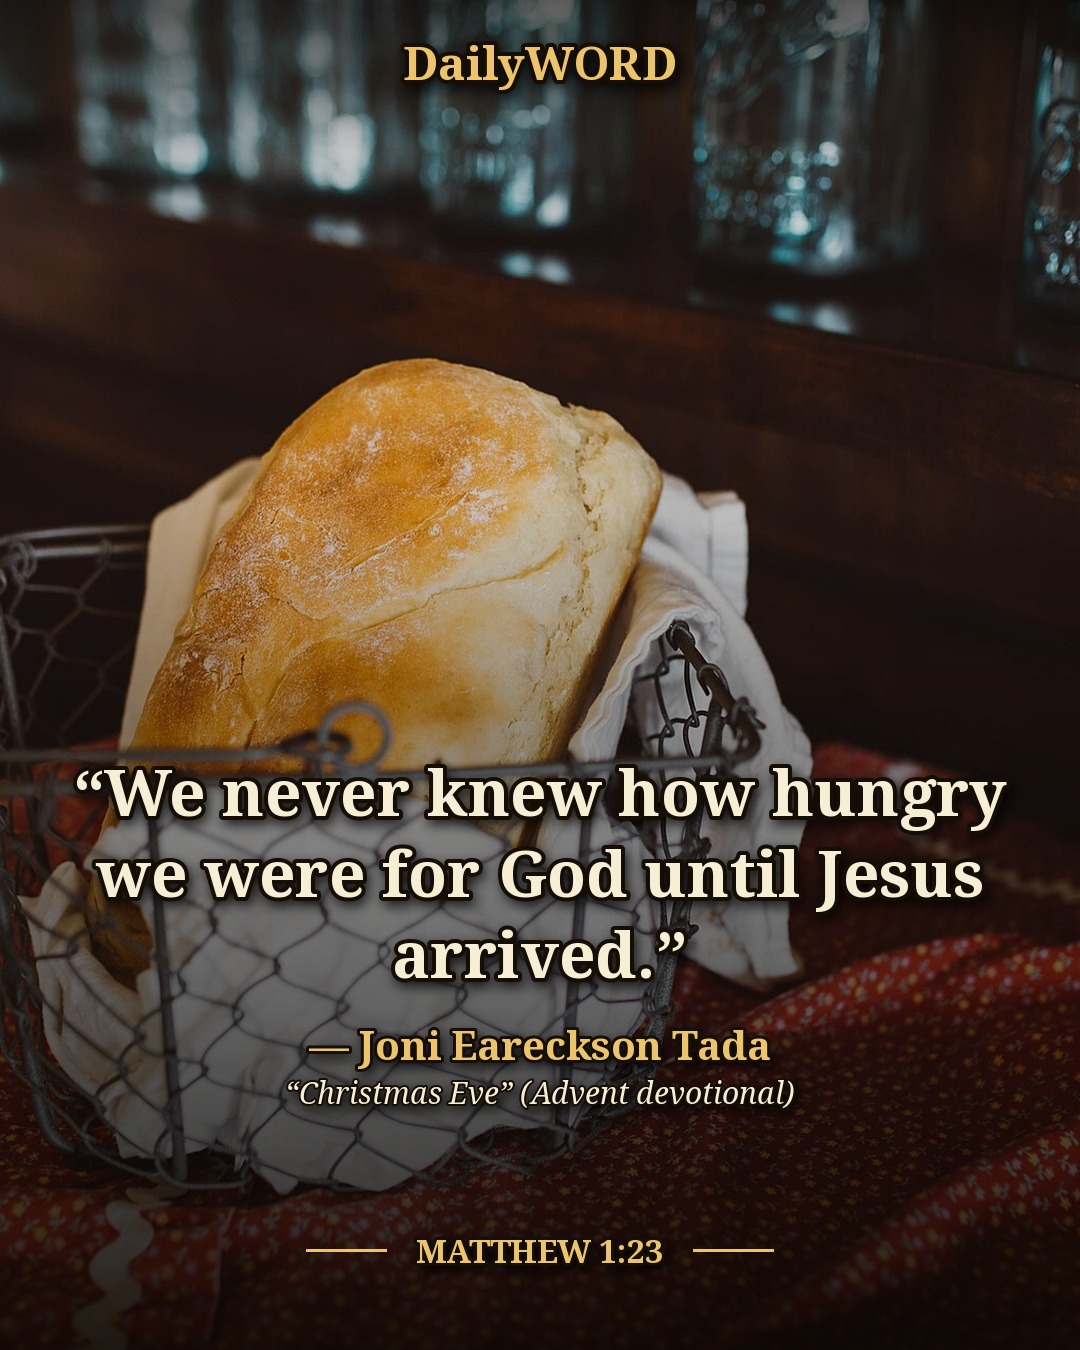 DailyWORD
“We never knew how hungry
we were for God until Jesus
arrived.”
— Joni Eareckson Tada
“Christmas Eve” (Advent devotional)
MATTHEW 1:23